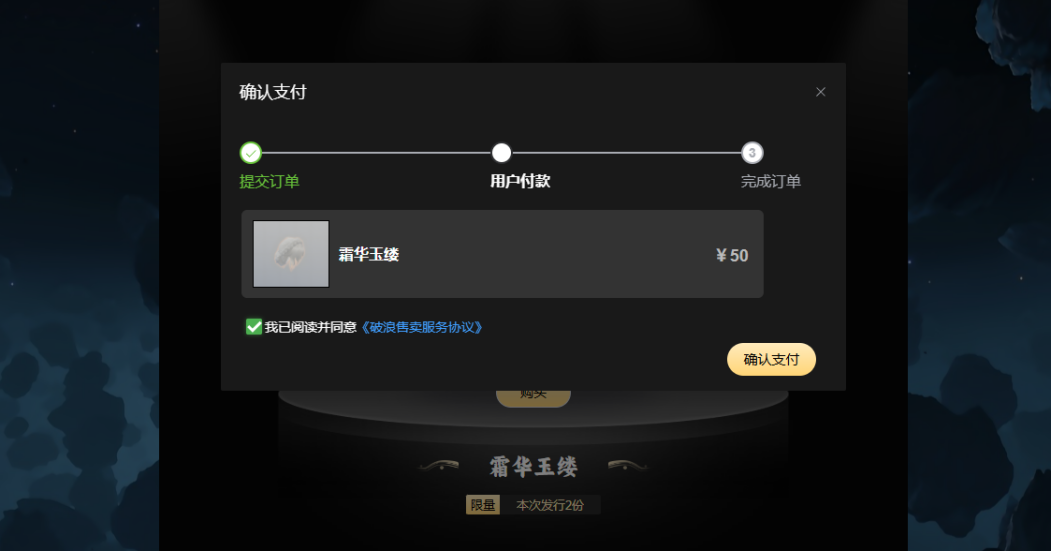 确认支付
3
提交订单
用户付款
完成订单
霜华玉缕
¥50
我已阅读并同意《破浪售卖服务协议》
确认支付
购买
霜华玉缕
限量 本次发行2份